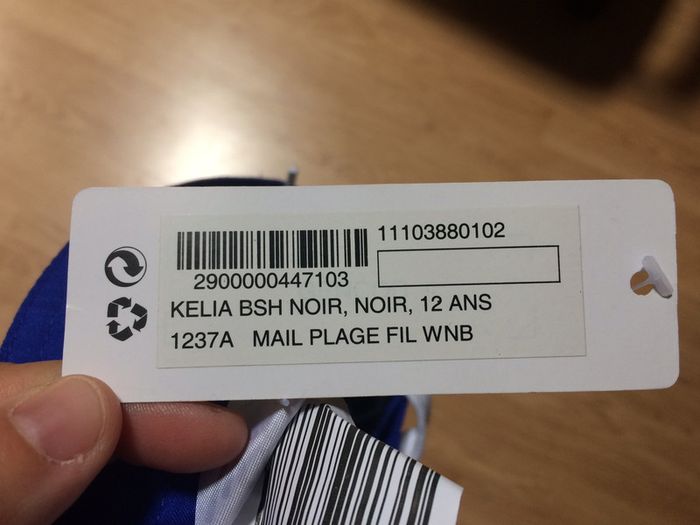 11103880102
2900000447103
KELIA BSH NOIR, NOIR, 12 ANS
1237A MAIL PLAGE FIL WNB